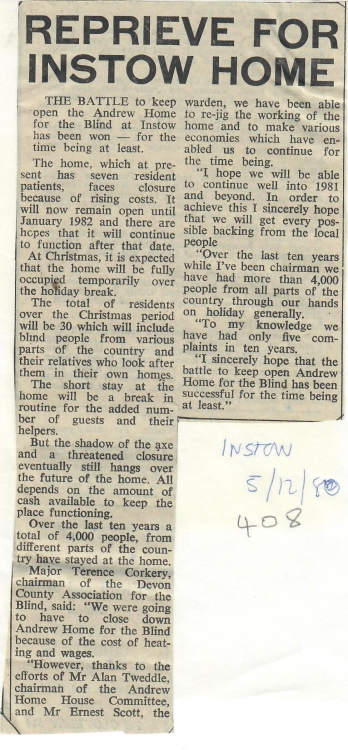 REPRIEVE FOR
INSTOW HOME
THE BATTLE to keep
open the Andrew Home
for the Blind at Instow
has been won — for the
time being at least.
The home, which at pre-
sent has seven resident
patients, faces closure
because of rising costs. It
will now remain open until
January 1982 and there are
hopes that it will continue
to function after that date.
At Christmas, it is expected
that the home will be fully
occupied temporarily over
the holiday break.
The total of residents
over the Christmas period
will be 30 which will include
blind people from various
parts of the country and
their relatives who look after
them in their own homes.
The short stay at the
home will be a break in
routine for the added num-
ber of guests and their
helpers.
But the shadow of the axe
and a threatened closure
eventually still hangs over
the future of the home. All
depends on the amount of
cash available to keep the
place functioning.
Over the last ten years a
total of 4,000 people, from
different parts of the coun-
try have stayed at the home.
Major Terence Corkery,
chairman of the Devon
County Association for the
Blind, said: "We were going
to have to close down
Andrew Home for the Blind
because of the cost of heat-
ing and wages.
"However, thanks to the
efforts of Mr Alan Tweddle,
chairman of the Andrew
Home House Committee,
and Mr Ernest Scott, the
warden, we have been able
to re-jig the working of the
home and to make various
economies which have en-
abled us to continue for
the time being.
"I hope we will be able
to continue well into 1981
and beyond. In order to
achieve this I sincerely hope
that we will get every pos-
sible backing from the local
people
"Over the last ten years
while I've been chairman we
have had more than 4,000
people from all parts of the
country through our hands
on holiday generally.
"To my knowledge we
have had only five com-
plaints in ten years.
"I sincerely hope that the
battle to keep open Andrew
Home for the Blind has been
successful for the time being
at least."
INSTOW
5/12/80
408